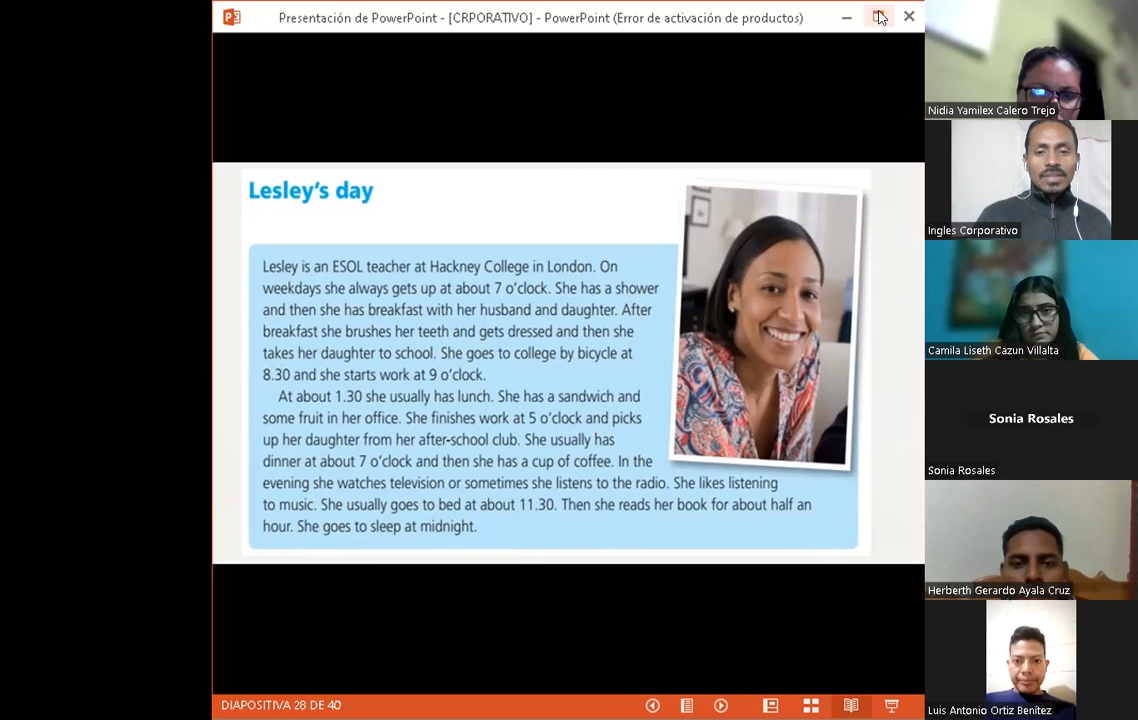 Presentación de PowerPoint - [CRPORATIVO] - PowerPoint (Error de activación de productos)
Lesley's day
Lesley is an ESOL teacher at Hackney College in London. On
weekdays she always gets up at about 7 o'clock. She has a shower
and then she has breakfast with her husband and daughter. After
breakfast she brushes her teeth and gets dressed and then she
takes her daughter to school. She goes to college by bicycle at
8.30 and she starts work at 9 o'clock.
At about 1.30 she usually has lunch. She has a sandwich and
some fruit in her office. She finishes work at 5 o'clock and picks
up her daughter from her after-school club. She usually has
dinner at about 7 o'clock and then she has a cup of coffee. In the
evening she watches television or sometimes she listens to the radio. She likes listening
to music. She usually goes to bed at about 11.30. Then she reads her book for about half an
hour. She goes to sleep at midnight.
DIAPOSITIVA 28 DE 40
Nidia Yamilex Calero Trejo
Ingles Corporativo
Camila Liseth Cazun Villalta
Sonia Rosales
Sonia Rosales
Herberth Gerardo Ayala Cruz
Luis Antonio Ortiz Benítez